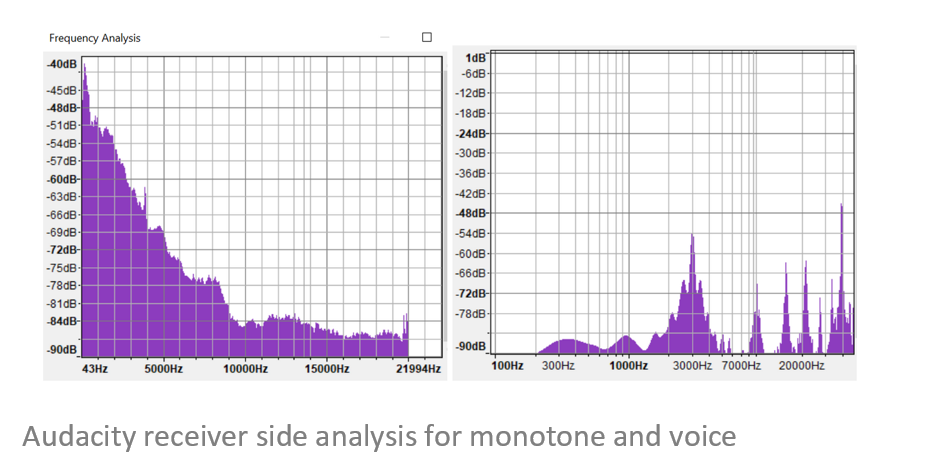 Frequency Analysis
-40dB
-45dB
-48dB
-51dB
-54dB
-57dB
-60dB
-63dB
-66dB
-69dB
-72dB
-75dB
-78dB
-81dB
-84dB
-90dB
43Hz 5000Hz 10000Hz 15000Hz 21994Hz
1dB
-6dB
-12dB
-18dB
-24dB
-30dB
-36dB
-42dB
-48dB
-54dB
-60dB
-66dB
-72dB
-78dB
-90dB
100Hz 300Hz 1000Hz 3000Hz 7000Hz 20000Hz
Audacity receiver side analysis for monotone and voice